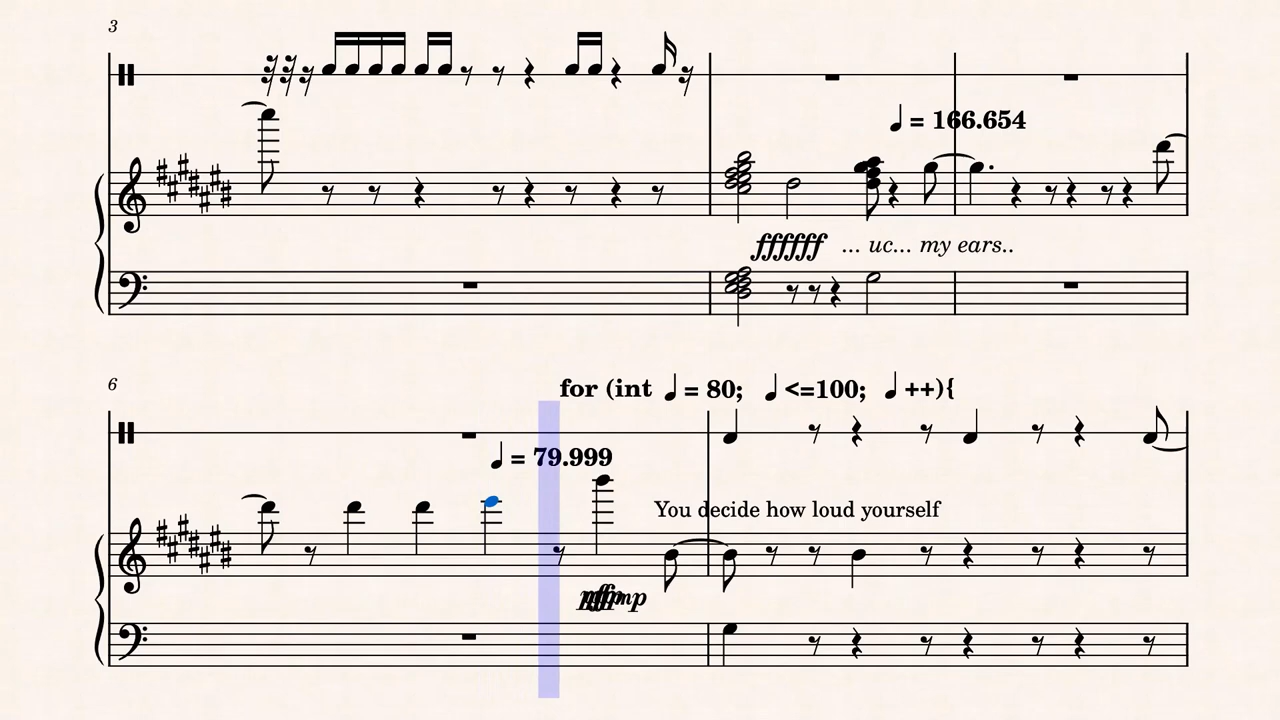 3
♩ = 166.654
ffffff ... uc... my ears..
6
for (int ♩ = 80; ♩ <=100; ♩ ++){
♩ = 79.999
You decide how loud yourself